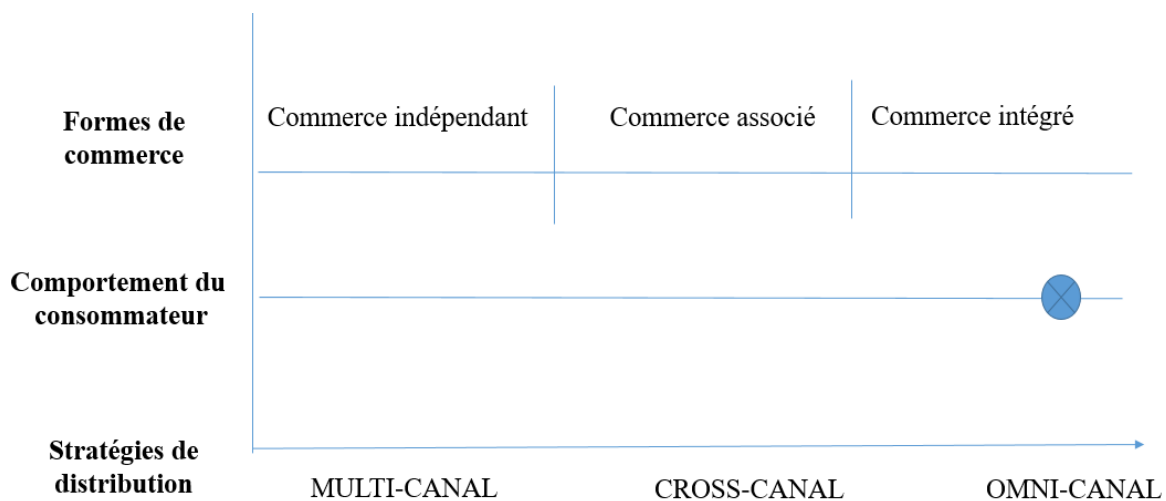 Formes de
commerce
Commerce indépendant
Commerce associé
Commerce intégré
Comportement du
consommateur
Stratégies de
distribution
MULTI-CANAL
CROSS-CANAL
OMNI-CANAL